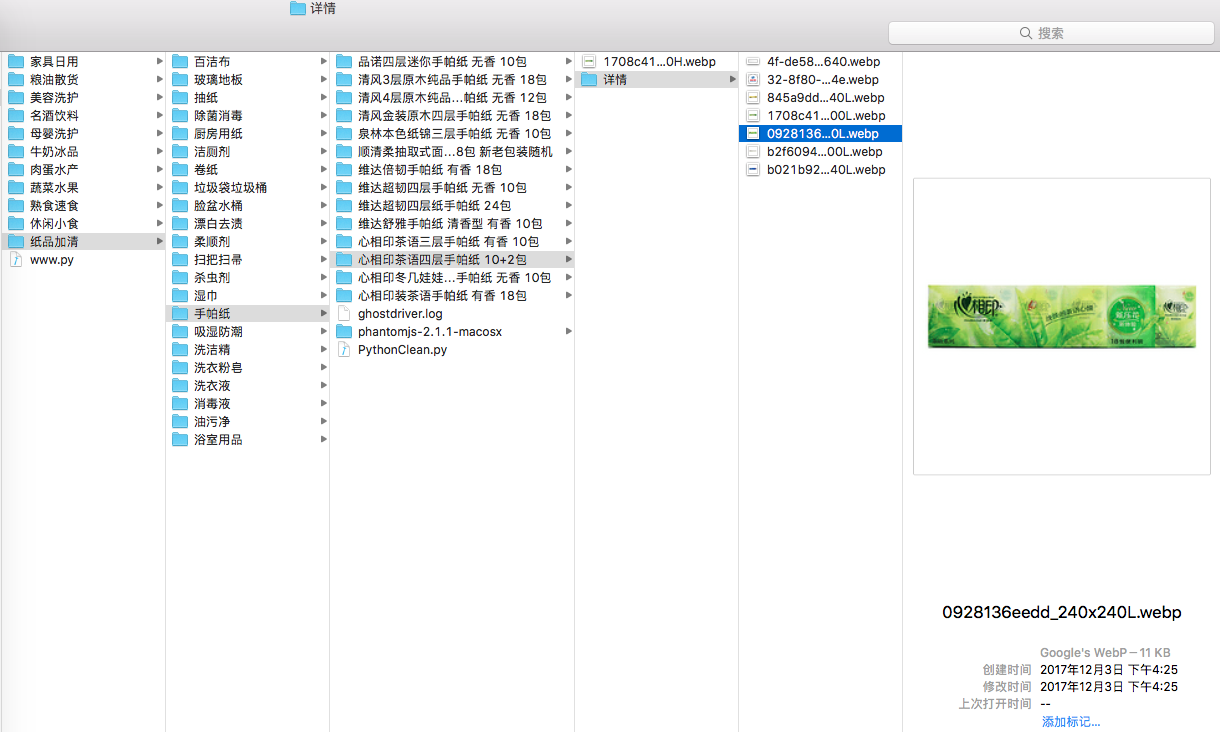 详情
搜索
家具日用
粮油散货
美容洗护
名酒饮料
母婴洗护
牛奶冰品
肉蛋水产
蔬菜水果
熟食速食
休闲小食
纸品加清
www.py
百洁布
玻璃地板
抽纸
除菌消毒
厨房用纸
洁厕剂
卷纸
垃圾袋垃圾桶
脸盆水桶
漂白去渍
柔顺剂
扫把扫帚
杀虫剂
湿巾
手帕纸
吸湿防潮
洗洁精
洗衣粉皂
洗衣液
消毒液
油污净
浴室用品
品诺四层迷你手帕纸 无香 10包
清风3层原木纯品手帕纸 无香 18包
清风4层原木纯品...帕纸 无香 12包
清风金装原木四层手帕纸 无香 18包
泉林本色纸锦三层手帕纸 无香 10包
顺清柔抽取式面...8包 新老包装随机
维达倍韧手帕纸 有香 18包
维达超韧四层手帕纸 无香 10包
维达超韧四层纸手帕纸 24包
维达舒雅手帕纸 清香型 有香 10包
心相印茶语三层手帕纸 有香 10包
心相印茶语四层手帕纸 10+2包
心相印冬几娃娃...手帕纸 无香 10包
心相印装茶语手帕纸 有香 18包
ghostdriver.log
phantomjs-2.1.1-macosx
PythonClean.py
1708c41...0H.webp
详情
4f-de58...640.webp
32-8f80-...4e.webp
845a9dd...40L.webp
1708c41...00L.webp
0928136...0L.webp
b2f6094...00L.webp
b021b92...40L.webp
心相印
0928136eedd_240x240L.webp
Google's WebP－11 KB
创建时间 2017年12月3日 下午4:25
修改时间 2017年12月3日 下午4:25
上次打开时间 --
添加标记...